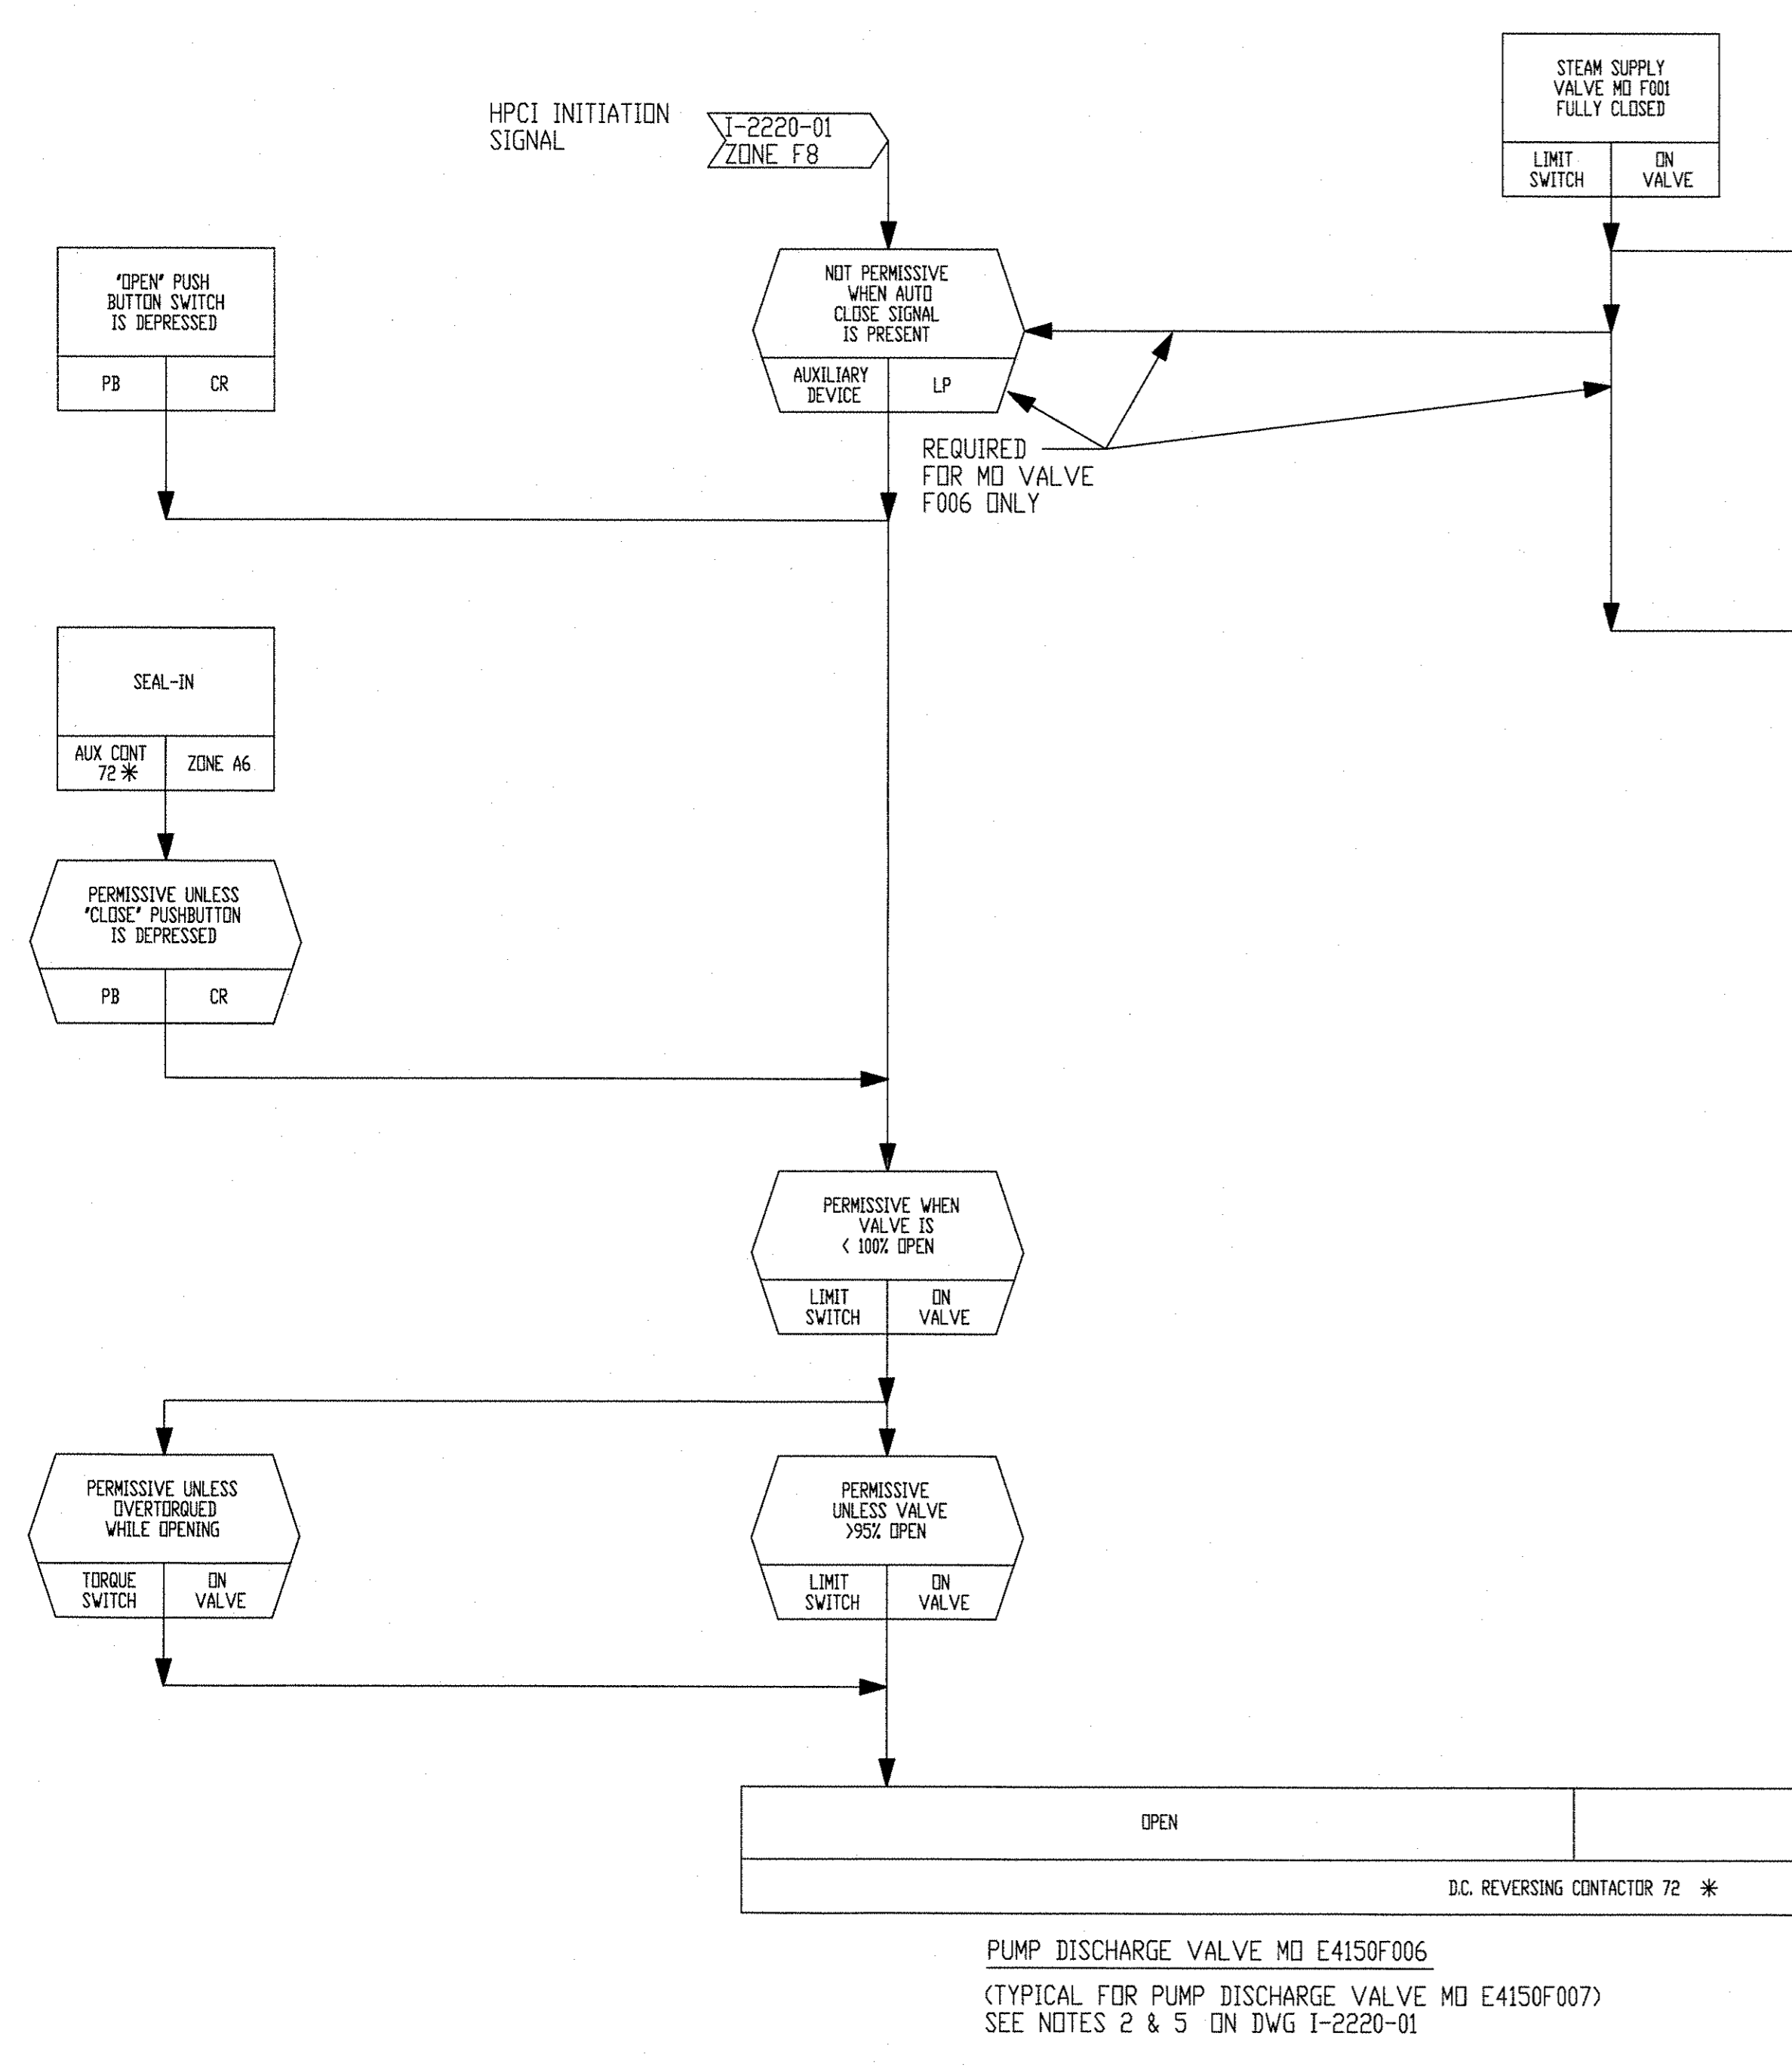 STEAM SUPPLY
VALVE MO F001
FULLY CLOSED
LIMIT
SWITCH
ON
VALVE
HPCI INITIATION
SIGNAL
I-2220-01
ZONE F8
"OPEN" PUSH
BUTTON SWITCH
IS DEPRESSED
PB
CR
NOT PERMISSIVE
WHEN AUTO
CLOSE SIGNAL
IS PRESENT
AUXILIARY
DEVICE
LP
REQUIRED
FOR MO VALVE
F006 ONLY
SEAL-IN
AUX CONT
72 *
ZONE A6
PERMISSIVE UNLESS
"CLOSE" PUSHBUTTON
IS DEPRESSED
PB
CR
PERMISSIVE WHEN
VALVE IS
< 100% OPEN
LIMIT
SWITCH
ON
VALVE
PERMISSIVE UNLESS
OVERTORQUED
WHILE OPENING
TORQUE
SWITCH
ON
VALVE
PERMISSIVE
UNLESS VALVE
>95% OPEN
LIMIT
SWITCH
ON
VALVE
OPEN
D.C. REVERSING CONTACTOR 72 *
PUMP DISCHARGE VALVE MO E4150F006
(TYPICAL FOR PUMP DISCHARGE VALVE MO E4150F007)
SEE NOTES 2 & 5 ON DWG I-2220-01